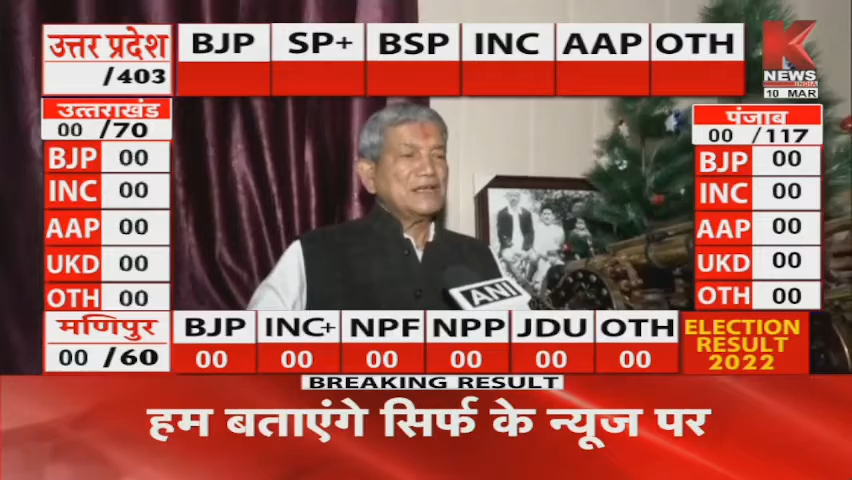 उत्तर प्रदेश BJP SP+ BSP INC AAP OTH
/403
K NEWS INDIA
10 MAR
उत्तराखंड
00 /70
BJP 00
INC 00
AAP 00
UKD 00
OTH 00
पंजाब
00 /117
BJP 00
INC 00
AAP 00
UKD 00
OTH 00
ANI
मणिपुर BJP INC+ NPF NPP JDU OTH
00 /60 00 00 00 00 00 00
ELECTION
RESULT
2022
BREAKING RESULT
हम बताएंगे सिर्फ के न्यूज पर